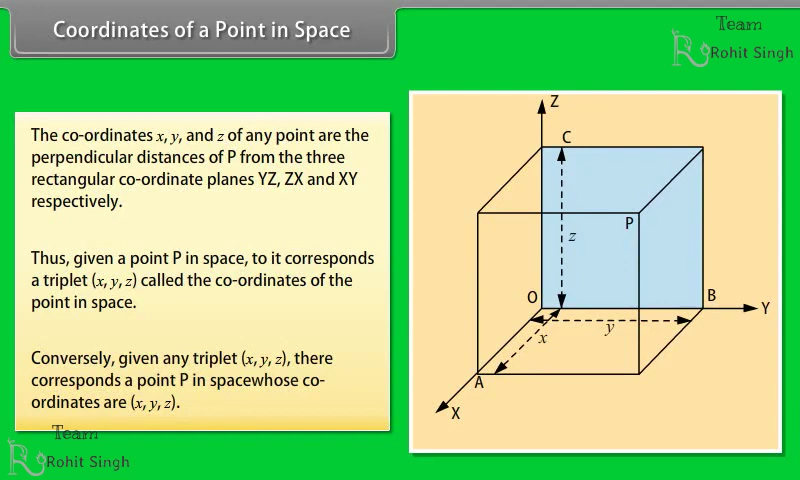 Coordinates of a Point in Space
Team
Rohit Singh
The co-ordinates x, y, and z of any point are the
perpendicular distances of P from the three
rectangular co-ordinate planes YZ, ZX and XY
respectively.
Thus, given a point P in space, to it corresponds
a triplet (x, y, z) called the co-ordinates of the
point in space.
Conversely, given any triplet (x, y, z), there
corresponds a point P in spacewhose co-
ordinates are (x, y, z).
Z
C
P
z
O
B
Y
y
x
A
X
Team
Rohit Singh